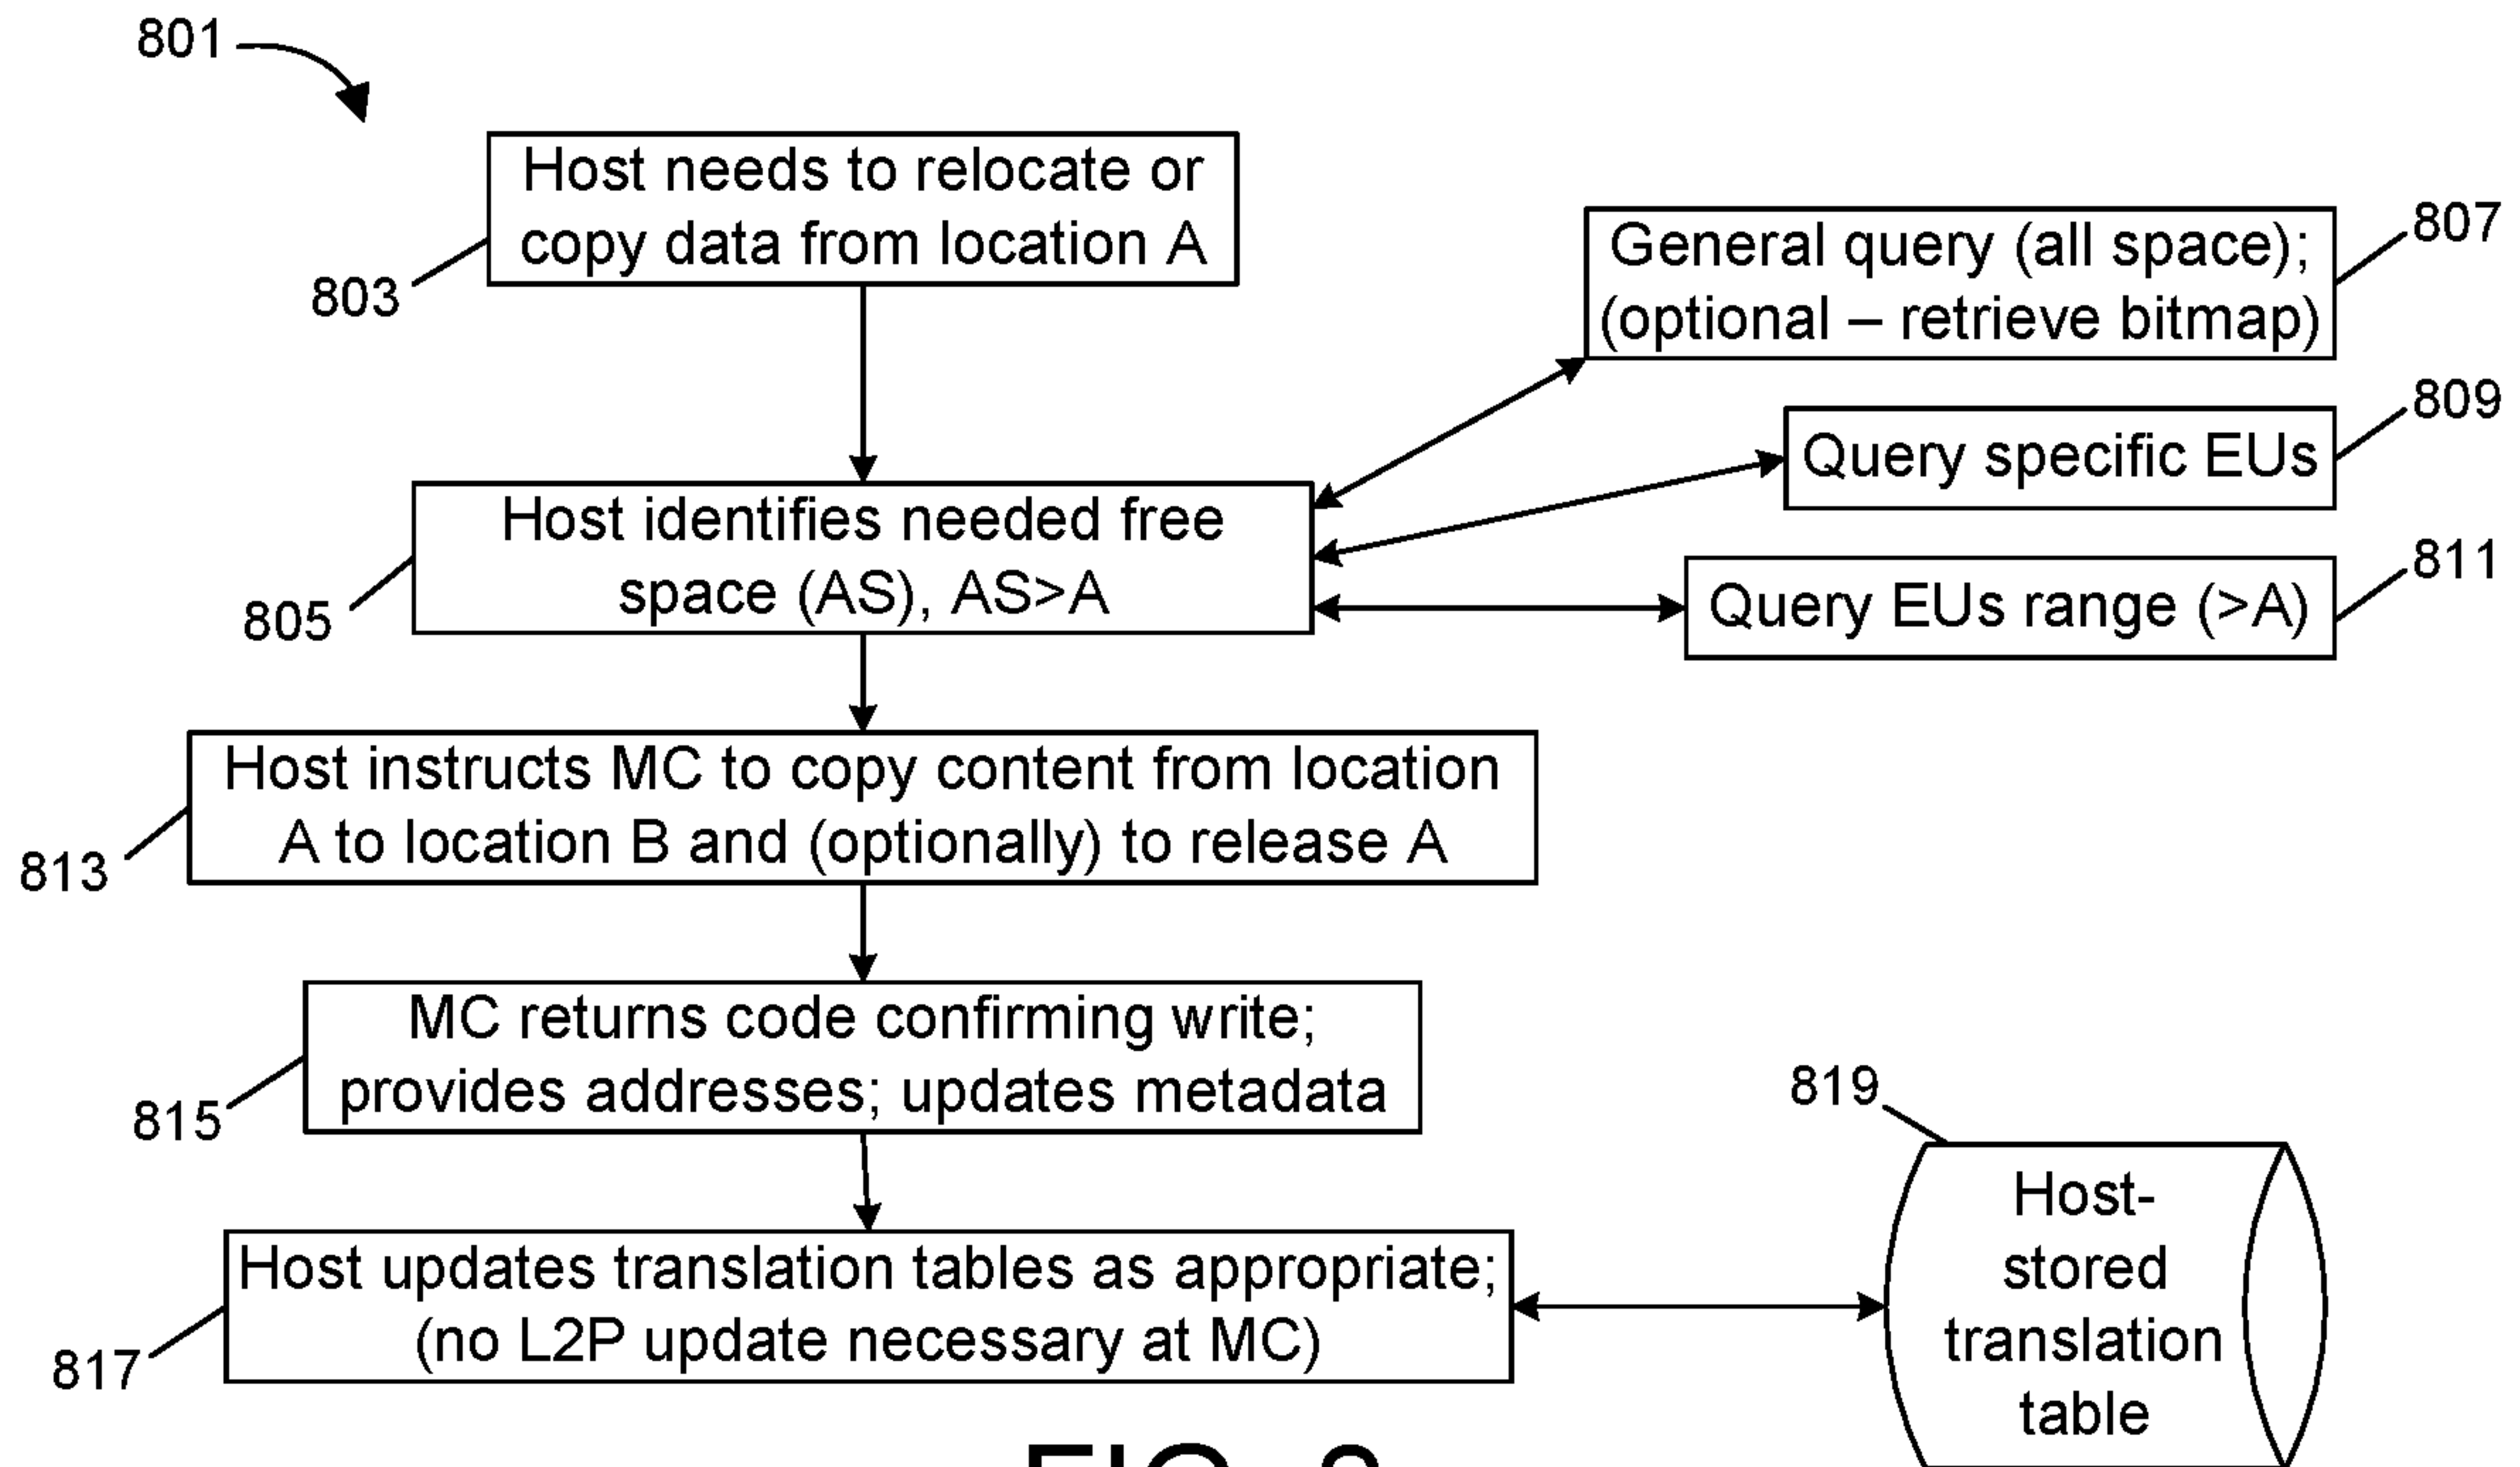 801
Host needs to relocate or
copy data from location A
803
General query (all space);
(optional – retrieve bitmap)
807
Query specific EUs
809
Host identifies needed free
space (AS), AS>A
805
Query EUs range (>A)
811
Host instructs MC to copy content from location
A to location B and (optionally) to release A
813
MC returns code confirming write;
provides addresses; updates metadata
815
819
Host-
stored
translation
table
Host updates translation tables as appropriate;
(no L2P update necessary at MC)
817